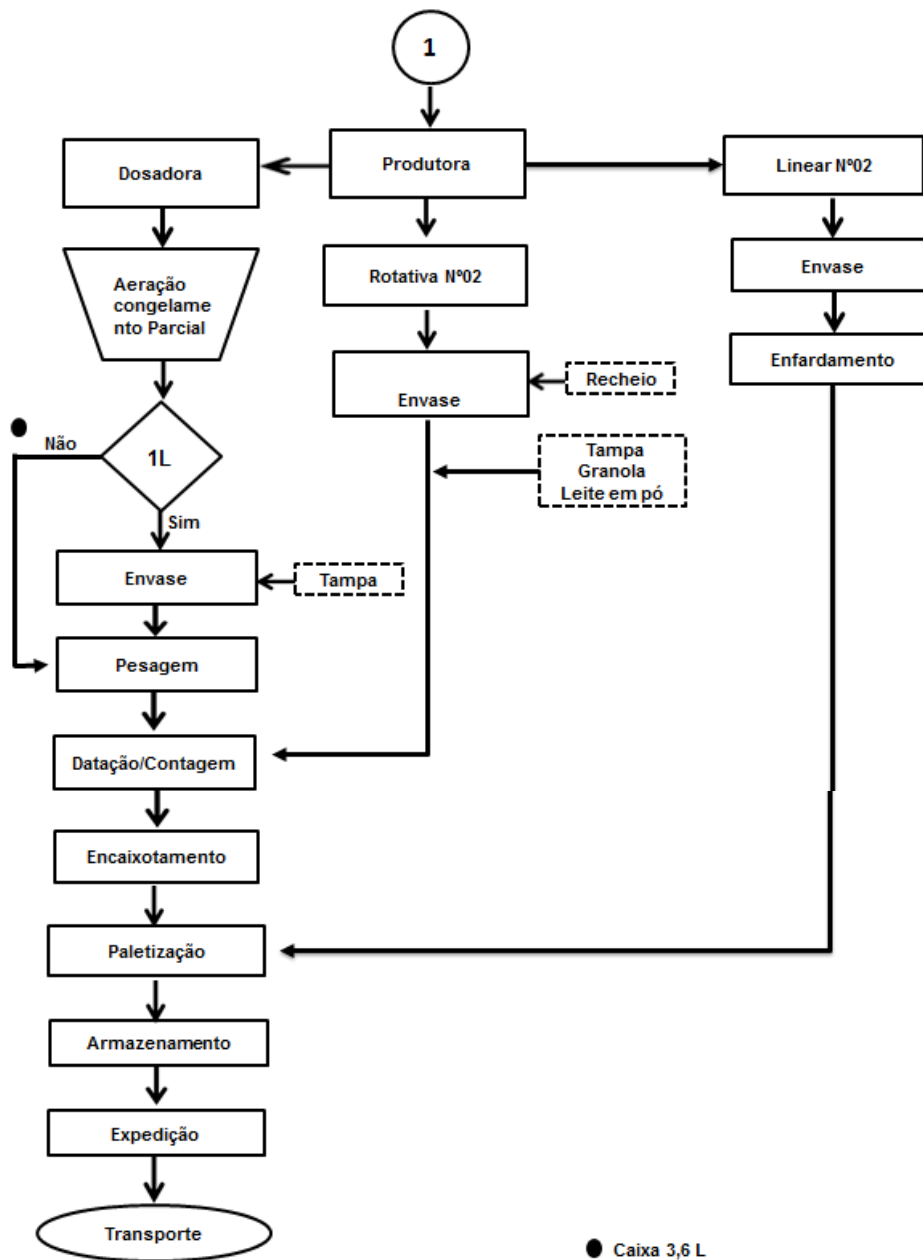 1
Dosadora
Produtora
Linear Nº02
Aeração
congelame
nto Parcial
Rotativa Nº02
Envase
Envase
Recheio
Enfardamento
Não
1L
Sim
Tampa
Granola
Leite em pó
Envase
Tampa
Pesagem
Datação/Contagem
Encaixotamento
Paletização
Armazenamento
Expedição
Transporte
Caixa 3,6 L